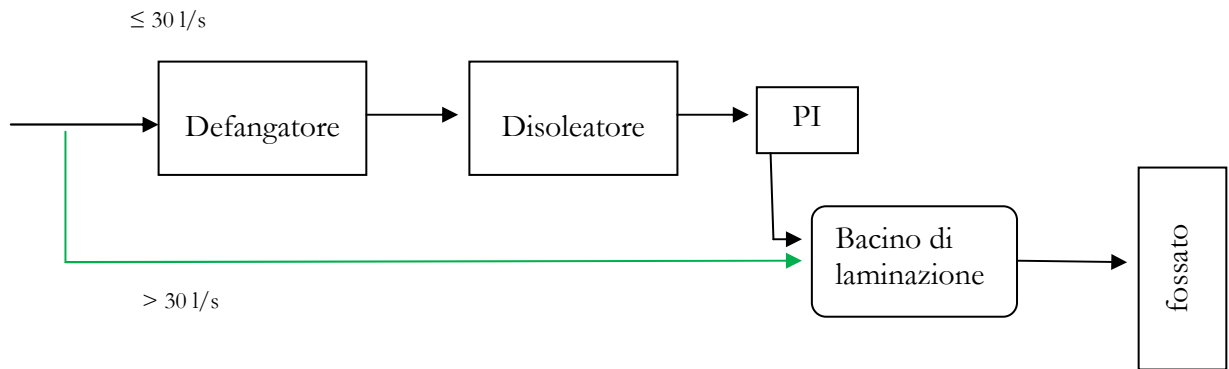 ≤ 30 l/s
Defangatore
Disoleatore
PI
Bacino di
laminazione
fossato
> 30 l/s